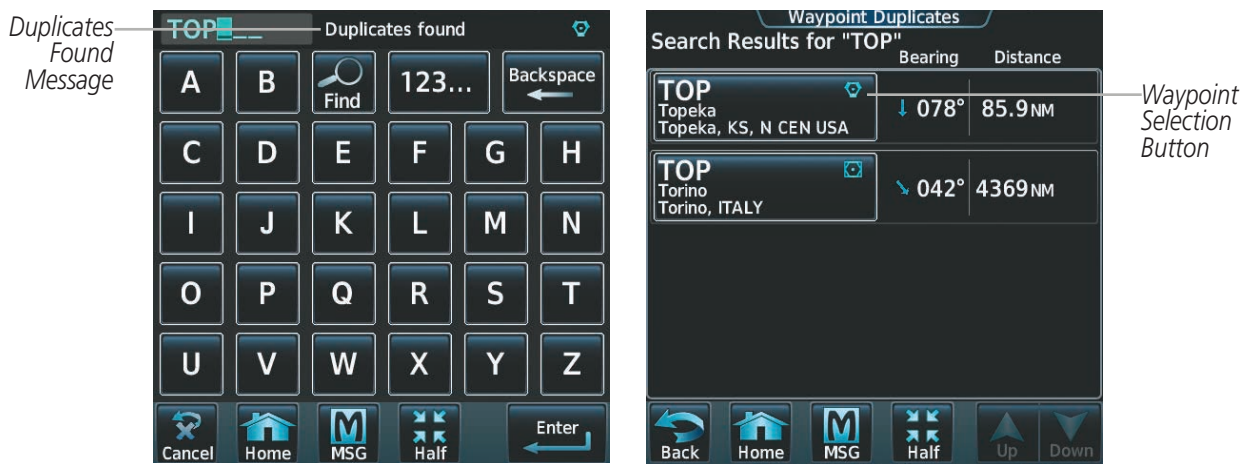 Duplicates
Found
Message
TOP__ Duplicates found
A B Find 123... Backspace
C D E F G H
I J K L M N
O P Q R S T
U V W X Y Z
Cancel Home MSG Half Enter
Waypoint Duplicates
Search Results for "TOP"
Bearing Distance
TOP
Topeka
Topeka, KS, N CEN USA
078° 85.9NM
TOP
Torino
Torino, ITALY
042° 4369NM
Back Home MSG Half Up Down
Waypoint
Selection
Button